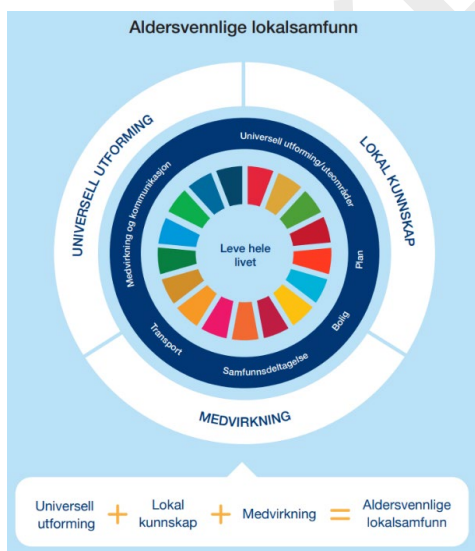 Aldersvennlige lokalsamfunn
UNIVERSELL UTFORMING
LOKAL KUNNSKAP
MEDVIRKNING
Medvirkning og kommunikasjon
Universell utforming/uteområder
Plan
Bolig
Samfunnsdeltagelse
Transport
Leve hele
livet
Universell
utforming
+
Lokal
kunnskap
+
Medvirkning
=
Aldersvennlige
lokalsamfunn